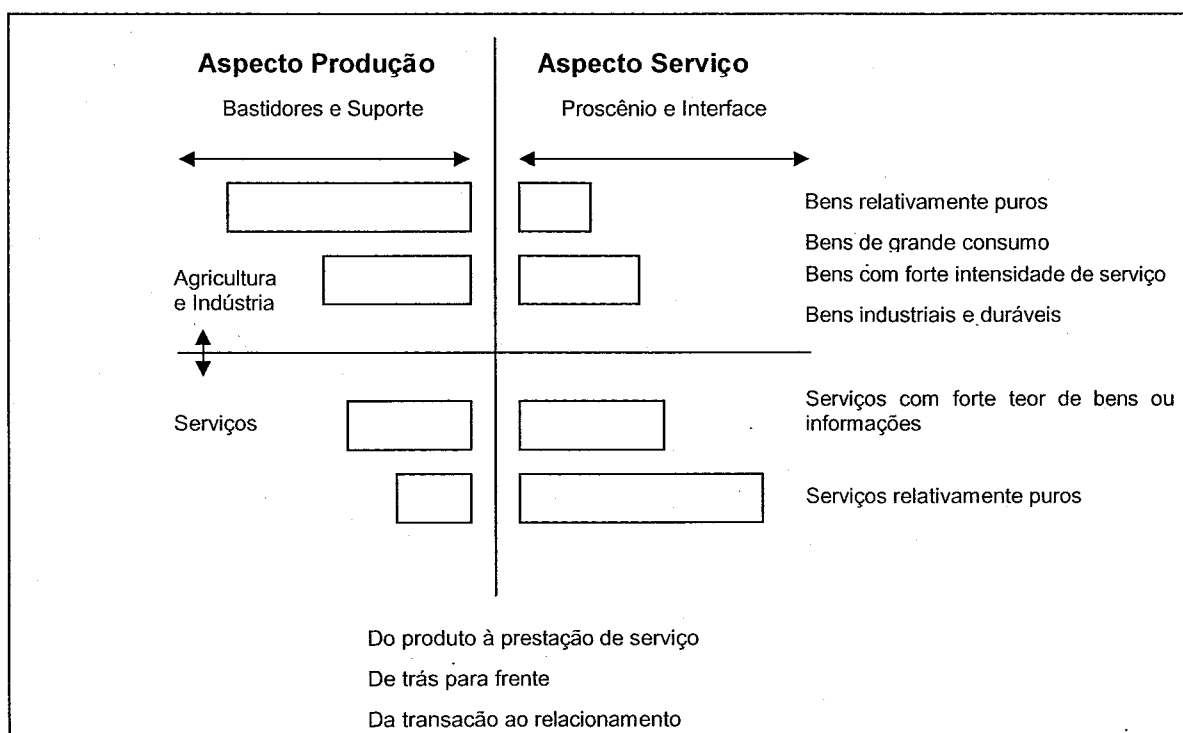 Aspecto Produção
Aspecto Serviço
Bastidores e Suporte
Proscênio e Interface
Bens relativamente puros
Bens de grande consumo
Agricultura
e Indústria
Bens com forte intensidade de serviço
Bens industriais e duráveis
Serviços
Serviços com forte teor de bens ou
informações
Serviços relativamente puros
Do produto à prestação de serviço
De trás para frente
Da transacão ao relacionamento